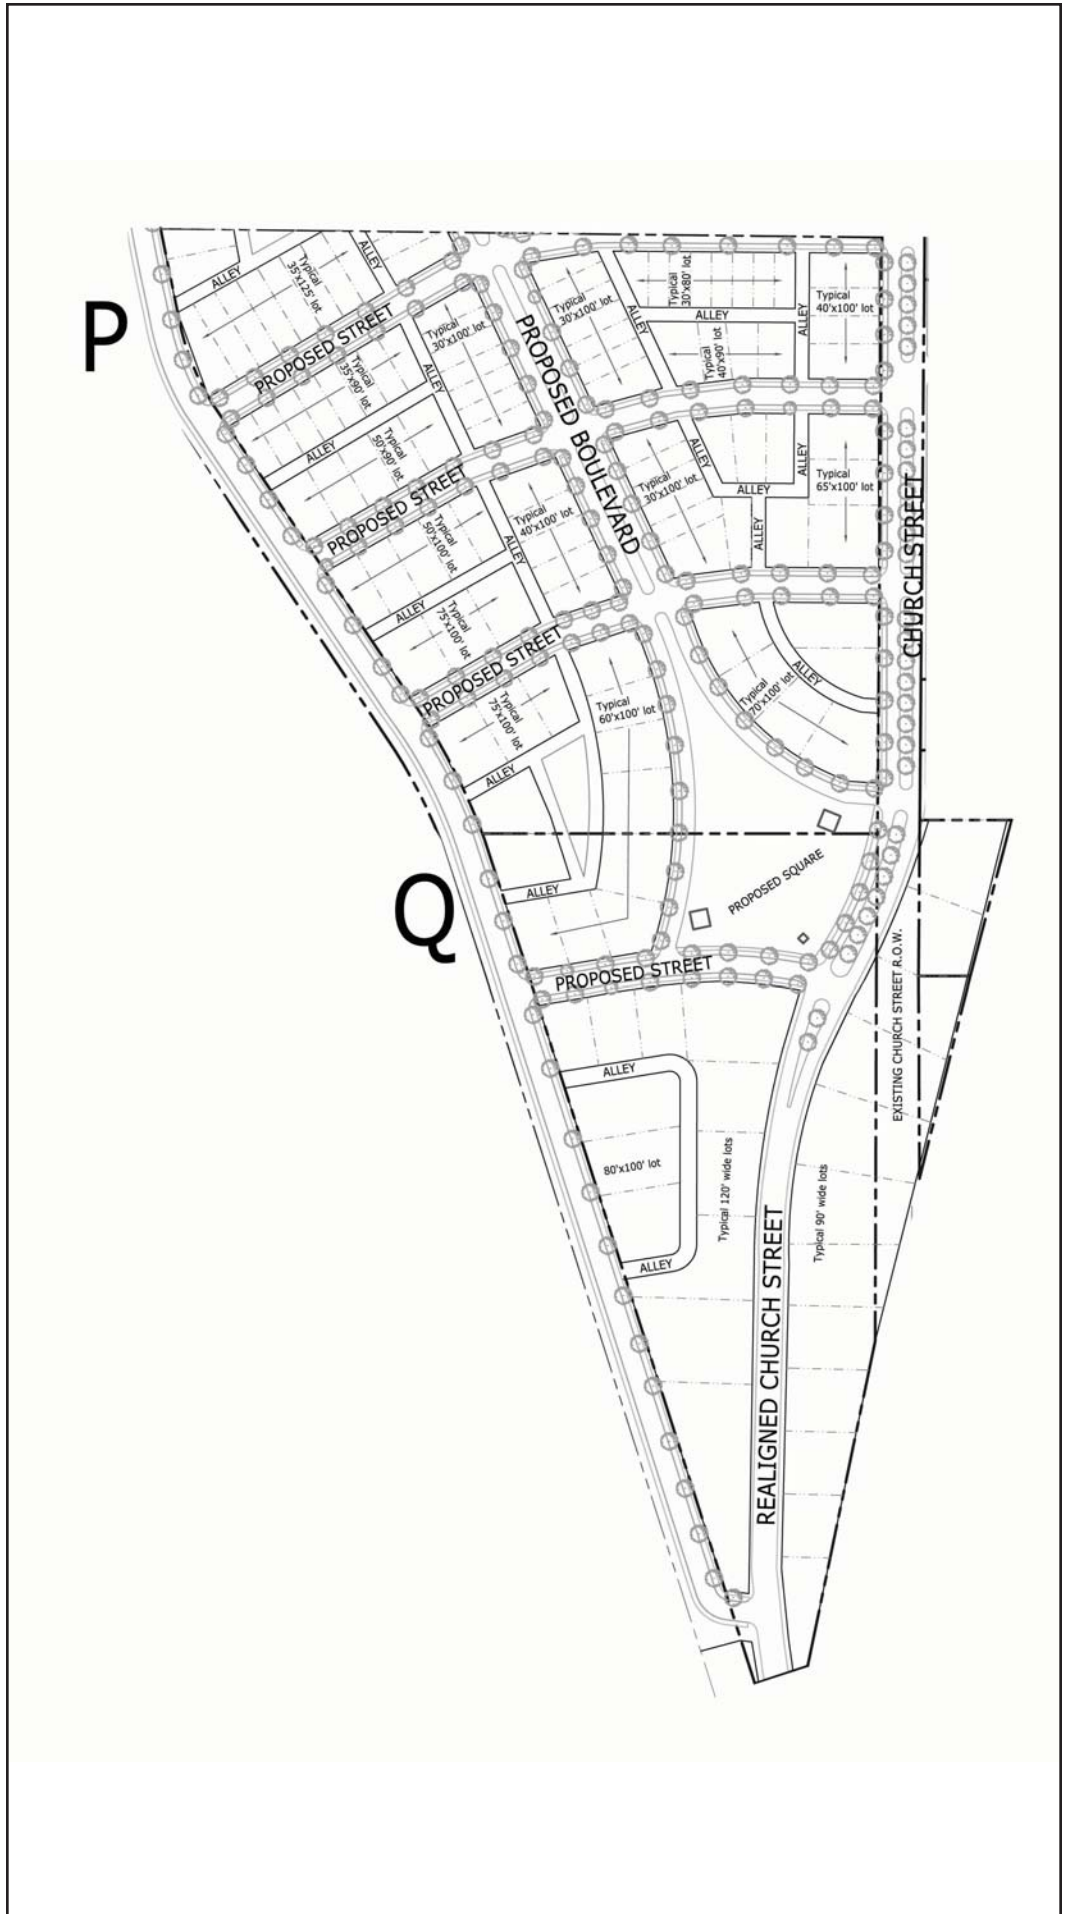 P
ALLEY
Typical
35'x125' lot
ALLEY
PROPOSED STREET
Typical
30'x100' lot
Typical
35'x90' lot
ALLEY
ALLEY
Typical
50'x90' lot
PROPOSED STREET
Typical
50'x100' lot
Typical
40'x100' lot
ALLEY
ALLEY
Typical
75'x100' lot
PROPOSED STREET
Typical
75'x100' lot
ALLEY
Typical
60'x100' lot
PROPOSED BOULEVARD
Typical
30'x100' lot
ALLEY
Typical
30'x80' lot
ALLEY
Typical
40'x90' lot
ALLEY
Typical
40'x100' lot
Typical
30'x100' lot
ALLEY
ALLEY
ALLEY
ALLEY
Typical
65'x100' lot
CHURCH STREET
ALLEY
Typical
70'x100' lot
Q
ALLEY
PROPOSED SQUARE
PROPOSED STREET
EXISTING CHURCH STREET R.O.W.
ALLEY
80'x100' lot
ALLEY
Typical 120' wide lots
Typical 90' wide lots
REALIGNED CHURCH STREET